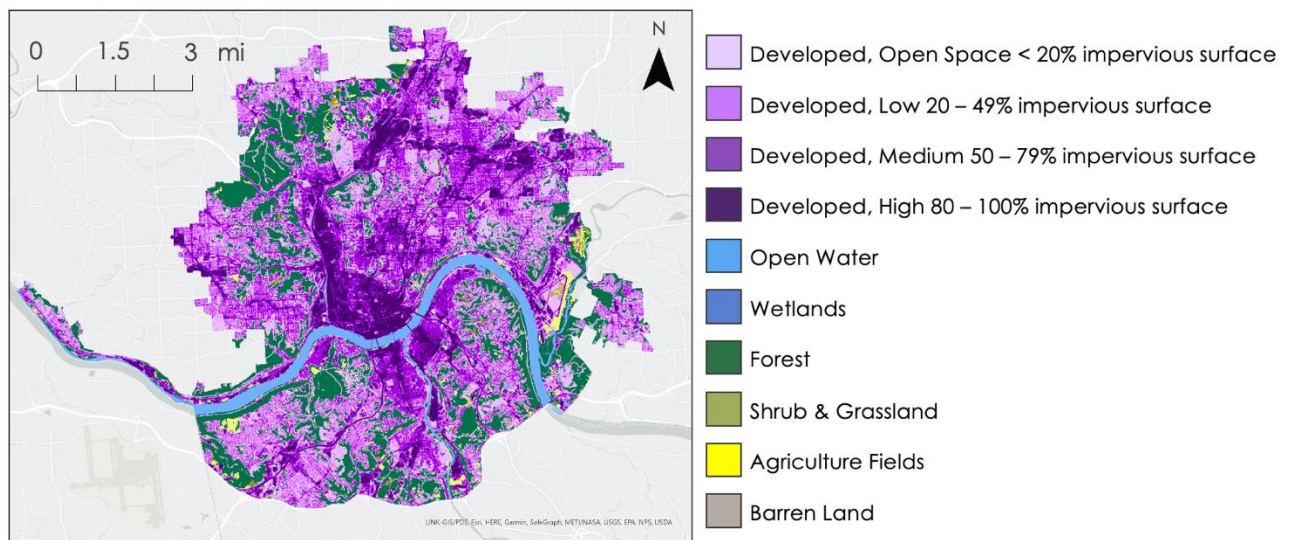 N
0 1.5 3 mi
Developed, Open Space < 20% impervious surface
Developed, Low 20 – 49% impervious surface
Developed, Medium 50 – 79% impervious surface
Developed, High 80 – 100% impervious surface
Open Water
Wetlands
Forest
Shrub & Grassland
Agriculture Fields
Barren Land
LINK-GIS/PDS, Esri, HERE, Garmin, SafeGraph, METI/NASA, USGS, EPA, NPS, USDA